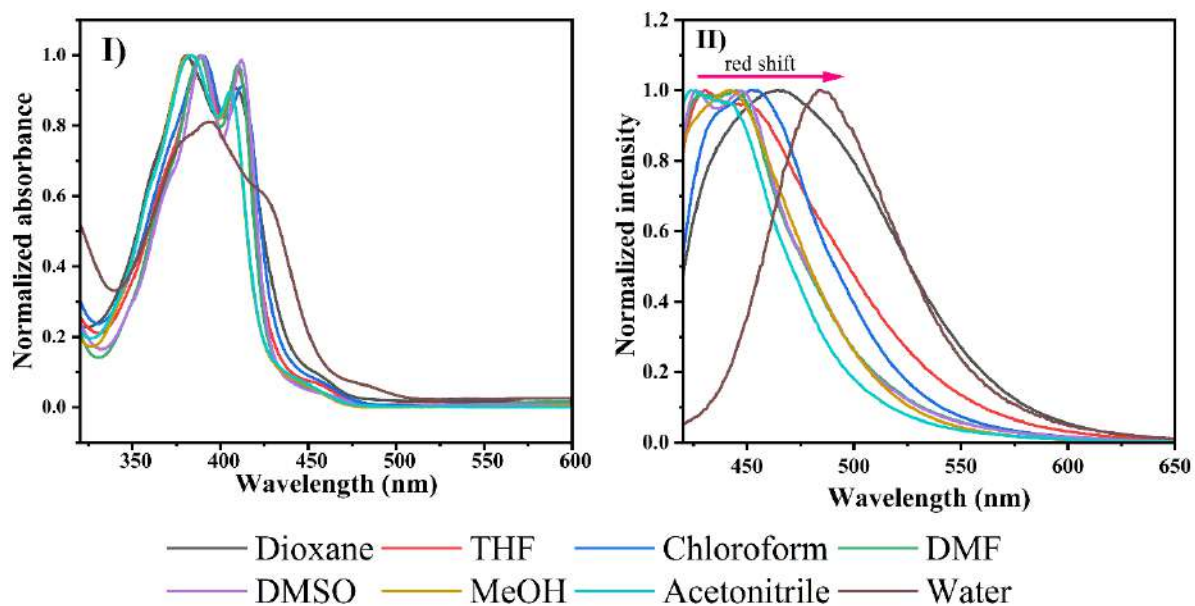 I)
Normalized absorbance
1.0
0.8
0.6
0.4
0.2
0.0
350 400 450 500 550 600
Wavelength (nm)
II)
red shift
Normalized intensity
1.2
1.0
0.8
0.6
0.4
0.2
0.0
450 500 550 600 650
Wavelength (nm)
Dioxane THF Chloroform DMF
DMSO MeOH Acetonitrile Water